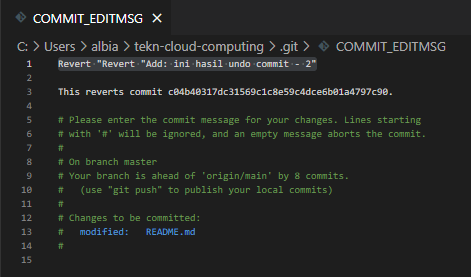 COMMIT_EDITMSG ×
C: > Users > albia > tekn-cloud-computing > .git > COMMIT_EDITMSG
1 Revert "Revert "Add: ini hasil undo commit - 2"
2
3 This reverts commit c04b40317dc31569c1c8e59c4dce6b01a4797c90.
4
5 # Please enter the commit message for your changes. Lines starting
6 # with '#' will be ignored, and an empty message aborts the commit.
7 #
8 # On branch master
9 # Your branch is ahead of 'origin/main' by 8 commits.
10 #   (use "git push" to publish your local commits)
11 #
12 # Changes to be committed:
13 #   modified:   README.md
14 #
15